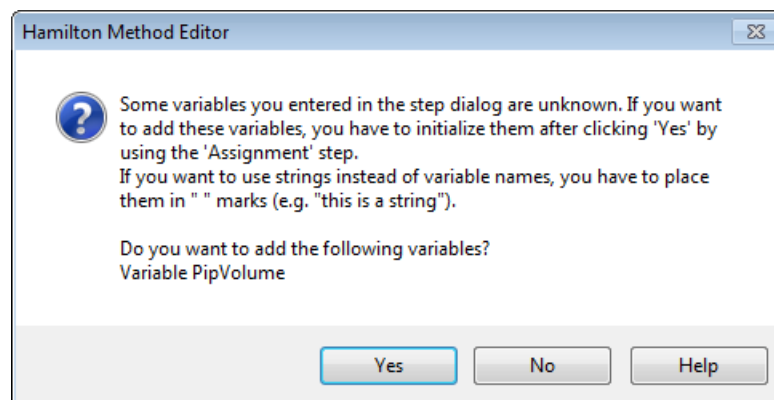 Hamilton Method Editor
Some variables you entered in the step dialog are unknown. If you want
to add these variables, you have to initialize them after clicking 'Yes' by
using the 'Assignment' step.
If you want to use strings instead of variable names, you have to place
them in " " marks (e.g. "this is a string").
Do you want to add the following variables?
Variable PipVolume
Yes No Help